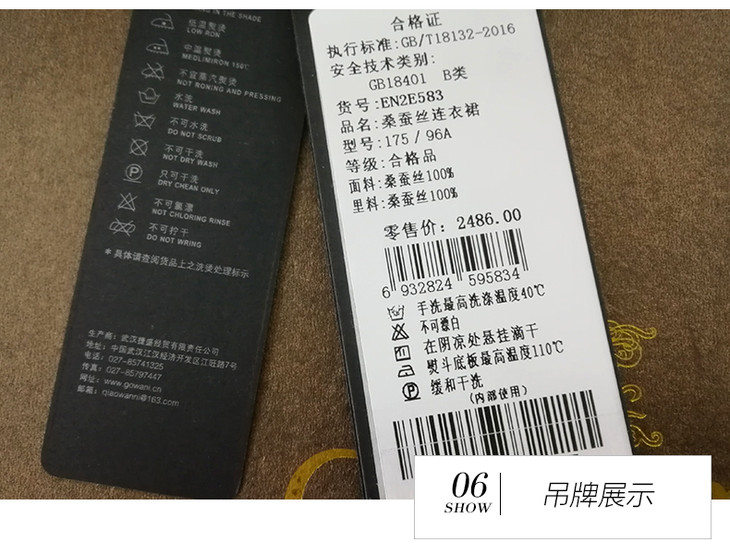 IN THE SHADE
低温熨烫
LOW RON
中温熨烫
MEDLIMIRON 150℃
不宜蒸汽熨烫
NOT RONING AND PRESSING
水洗
WATER WASH
不可水洗
DO NOT SCRUB
不可干洗
NOT DRY WASH
只可干洗
DRY CHEAN ONLY
不可氯漂
NOT CHLORING RINSE
不可拧干
DO NOT WRING
*具体请查阅货品上之洗烫处理标示
生产商：武汉捷盛经贸有限责任公司
地址：中国武汉江汉经济开发区江旺路7号
电话：027-85741325
传真：027-85797447
网址：www.gowani.cn
邮箱：qiaowanni@163.com
合格证
执行标准:GB/T18132-2016
安全技术类别:
GB18401 B类
货号:EN2E583
品名:桑蚕丝连衣裙
型号:175/96A
等级:合格品
面料:桑蚕丝100%
里料:桑蚕丝100%
零售价: 2486.00
6 932824 595834
手洗最高洗涤温度40℃
不可漂白
在阴凉处悬挂滴干
熨斗底板最高温度110℃
缓和干洗
(内部使用)
06
SHOW
吊牌展示